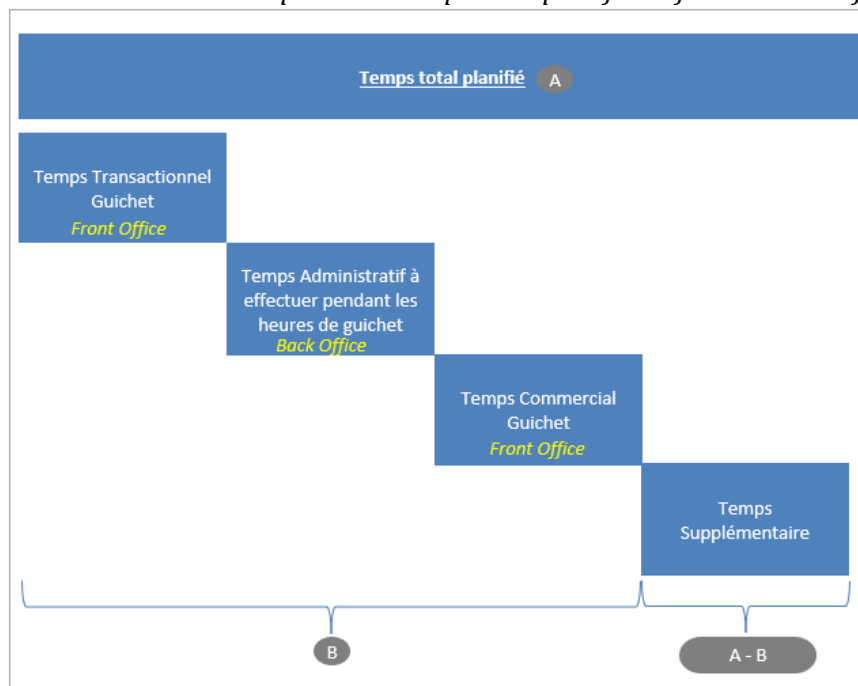 Temps total planifié A
Temps Transactionnel
Guichet
Front Office
Temps Administratif à
effectuer pendant les
heures de guichet
Back Office
Temps Commercial
Guichet
Front Office
Temps
Supplémentaire
B
A - B